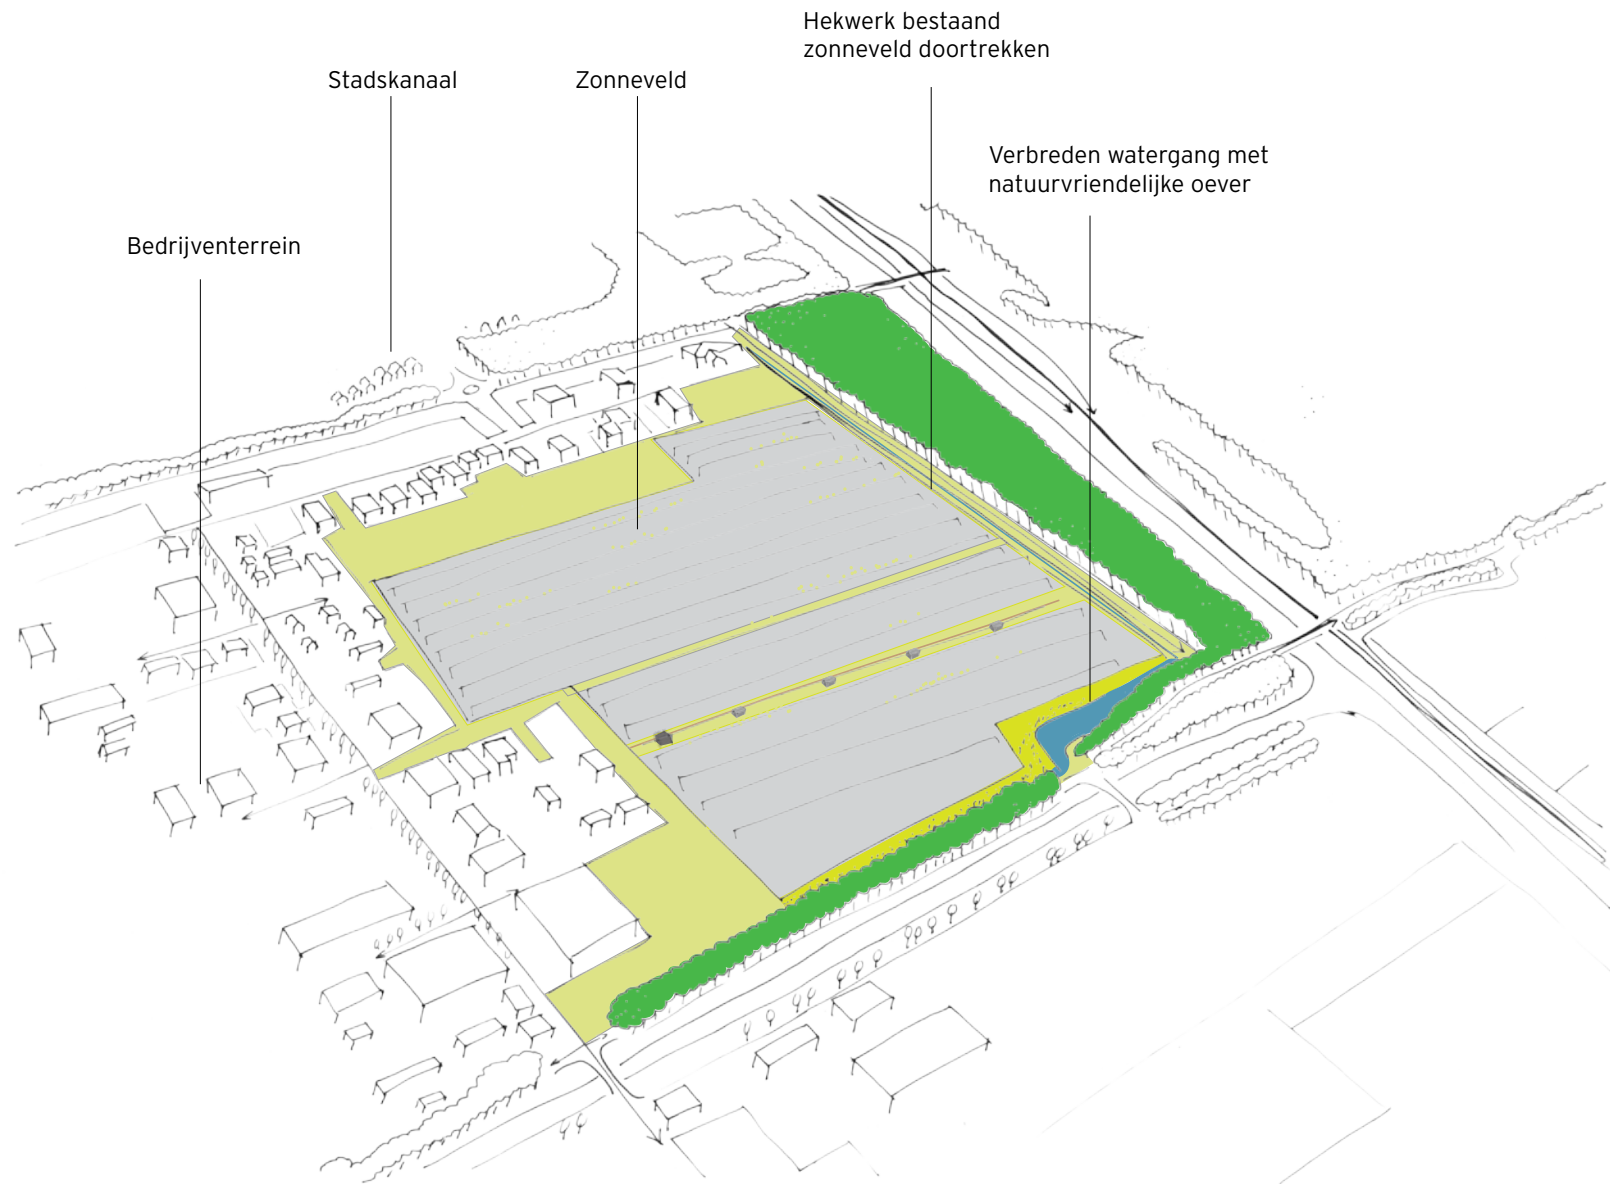 Hekwerk bestaand
zonneveld doortrekken
Stadskanaal
Zonneveld
Verbreden watergang met
natuurvriendelijke oever
Bedrijventerrein